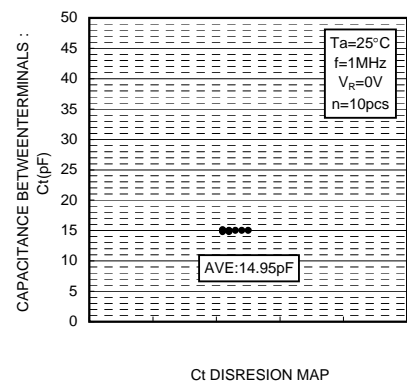 CAPACITANCE BETWEENTERMINALS :
Ct(pF)
50
45
40
35
30
25
20
15
10
5
0
Ta=25°C
f=1MHz
VR=0V
n=10pcs
AVE:14.95pF
Ct DISRESION MAP